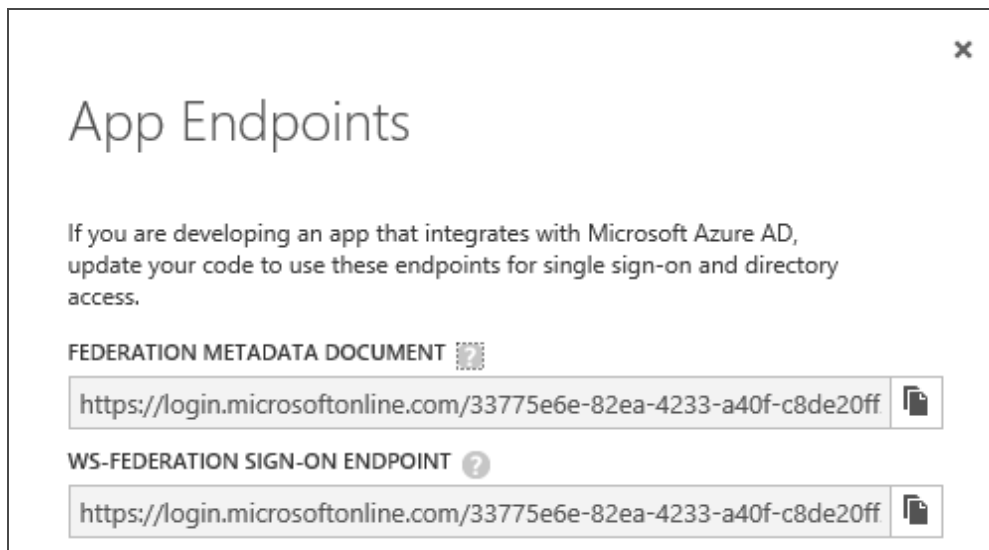 App Endpoints
If you are developing an app that integrates with Microsoft Azure AD,
update your code to use these endpoints for single sign-on and directory
access.
FEDERATION METADATA DOCUMENT ?
https://login.microsoftonline.com/33775e6e-82ea-4233-a40f-c8de20ff
WS-FEDERATION SIGN-ON ENDPOINT ?
https://login.microsoftonline.com/33775e6e-82ea-4233-a40f-c8de20ff